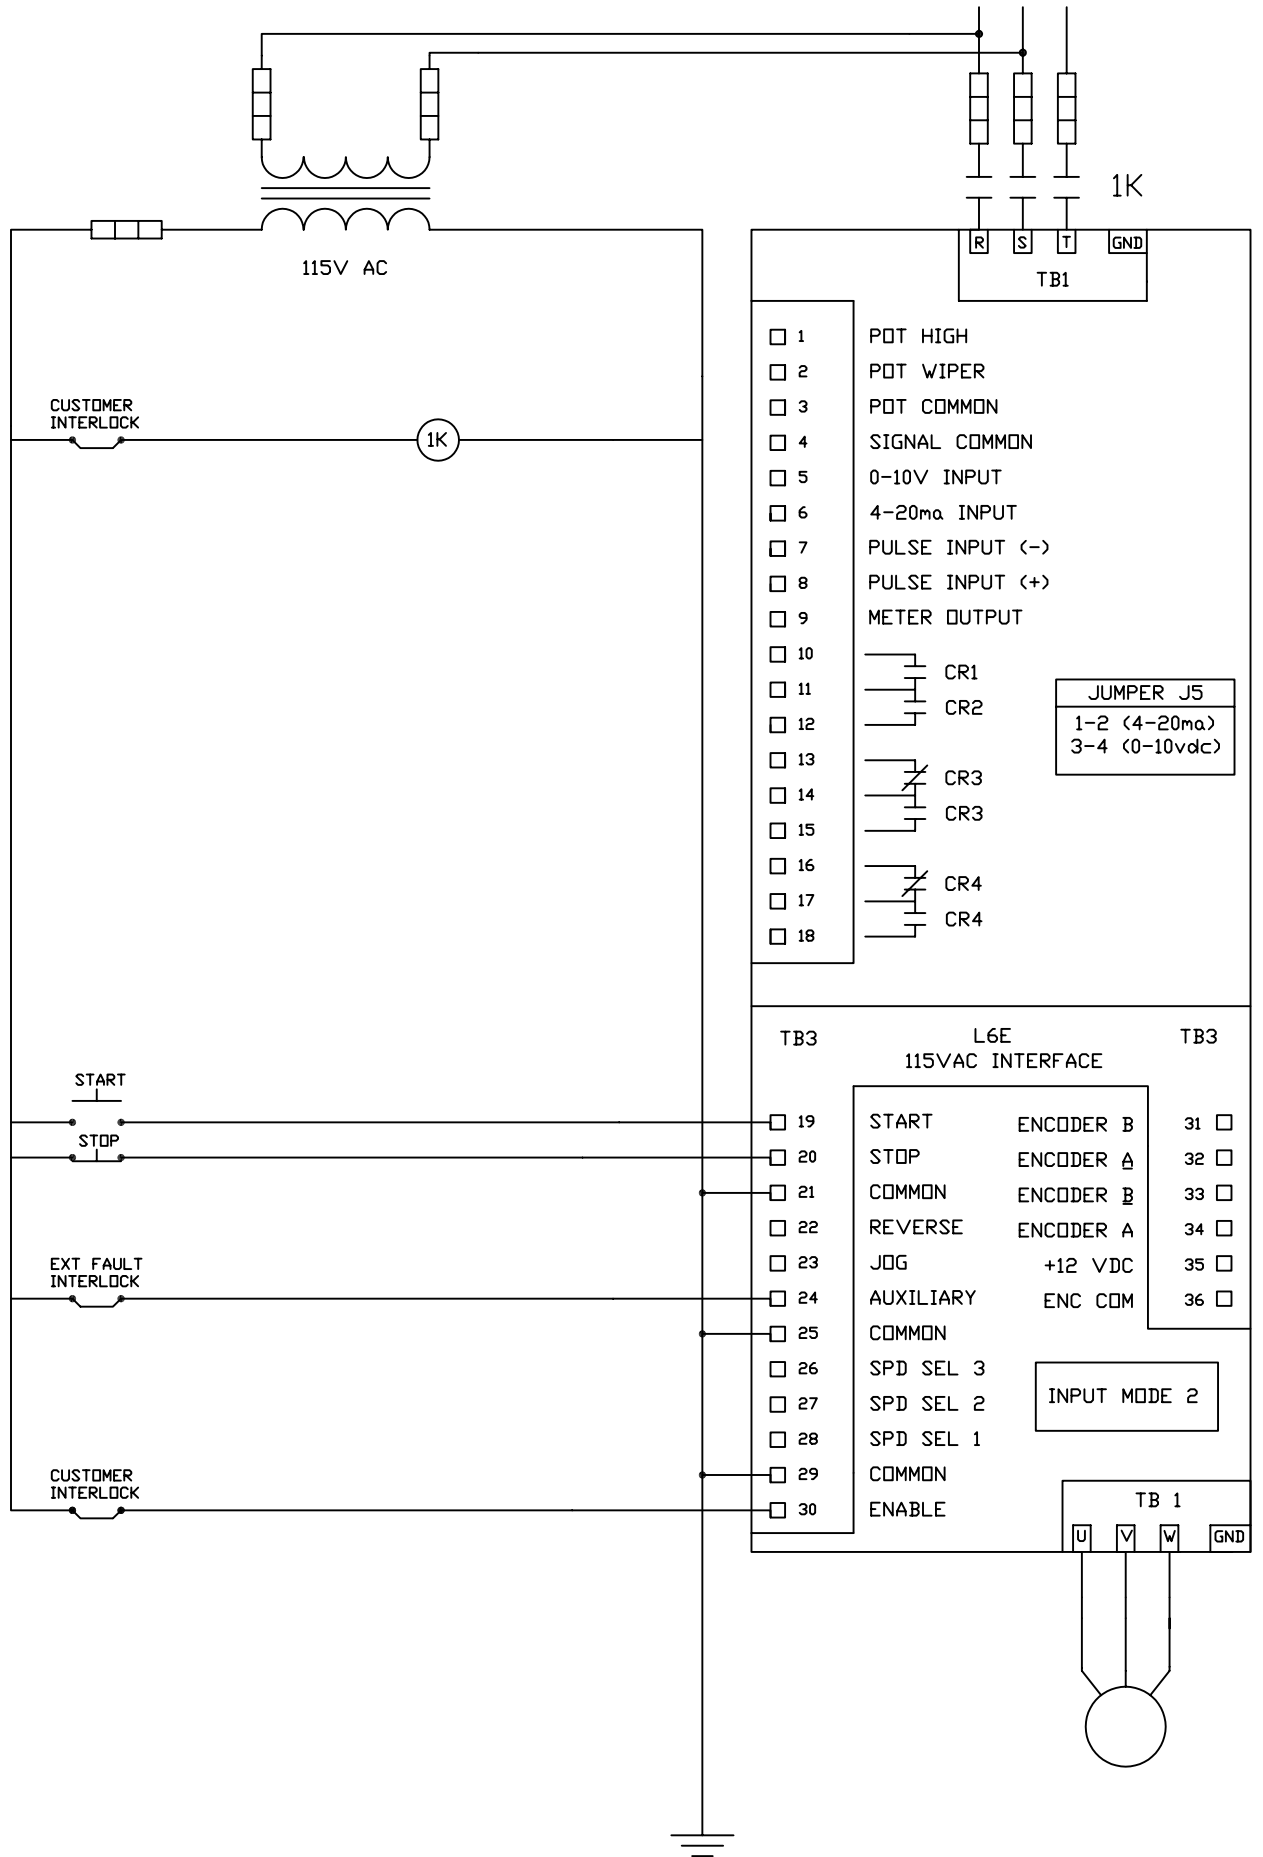 1K
115V AC
R S T GND
TB1
1 POT HIGH
2 POT WIPER
3 POT COMMON
4 SIGNAL COMMON
5 0-10V INPUT
6 4-20ma INPUT
7 PULSE INPUT (-)
8 PULSE INPUT (+)
9 METER OUTPUT
10
CR1
11
CR2
12
13
CR3
14
CR3
15
16
CR4
17
CR4
18
JUMPER J5
1-2 (4-20ma)
3-4 (0-10vdc)
CUSTOMER
INTERLOCK
1K
TB3 L6E TB3
115VAC INTERFACE
START
19 START ENCODER B 31
STOP
20 STOP ENCODER A 32
21 COMMON ENCODER B 33
22 REVERSE ENCODER A 34
23 JOG +12 VDC 35
EXT FAULT
INTERLOCK
24 AUXILIARY ENC COM 36
25 COMMON
26 SPD SEL 3
27 SPD SEL 2
28 SPD SEL 1
INPUT MODE 2
29 COMMON
CUSTOMER
INTERLOCK
30 ENABLE
TB 1
U V W GND